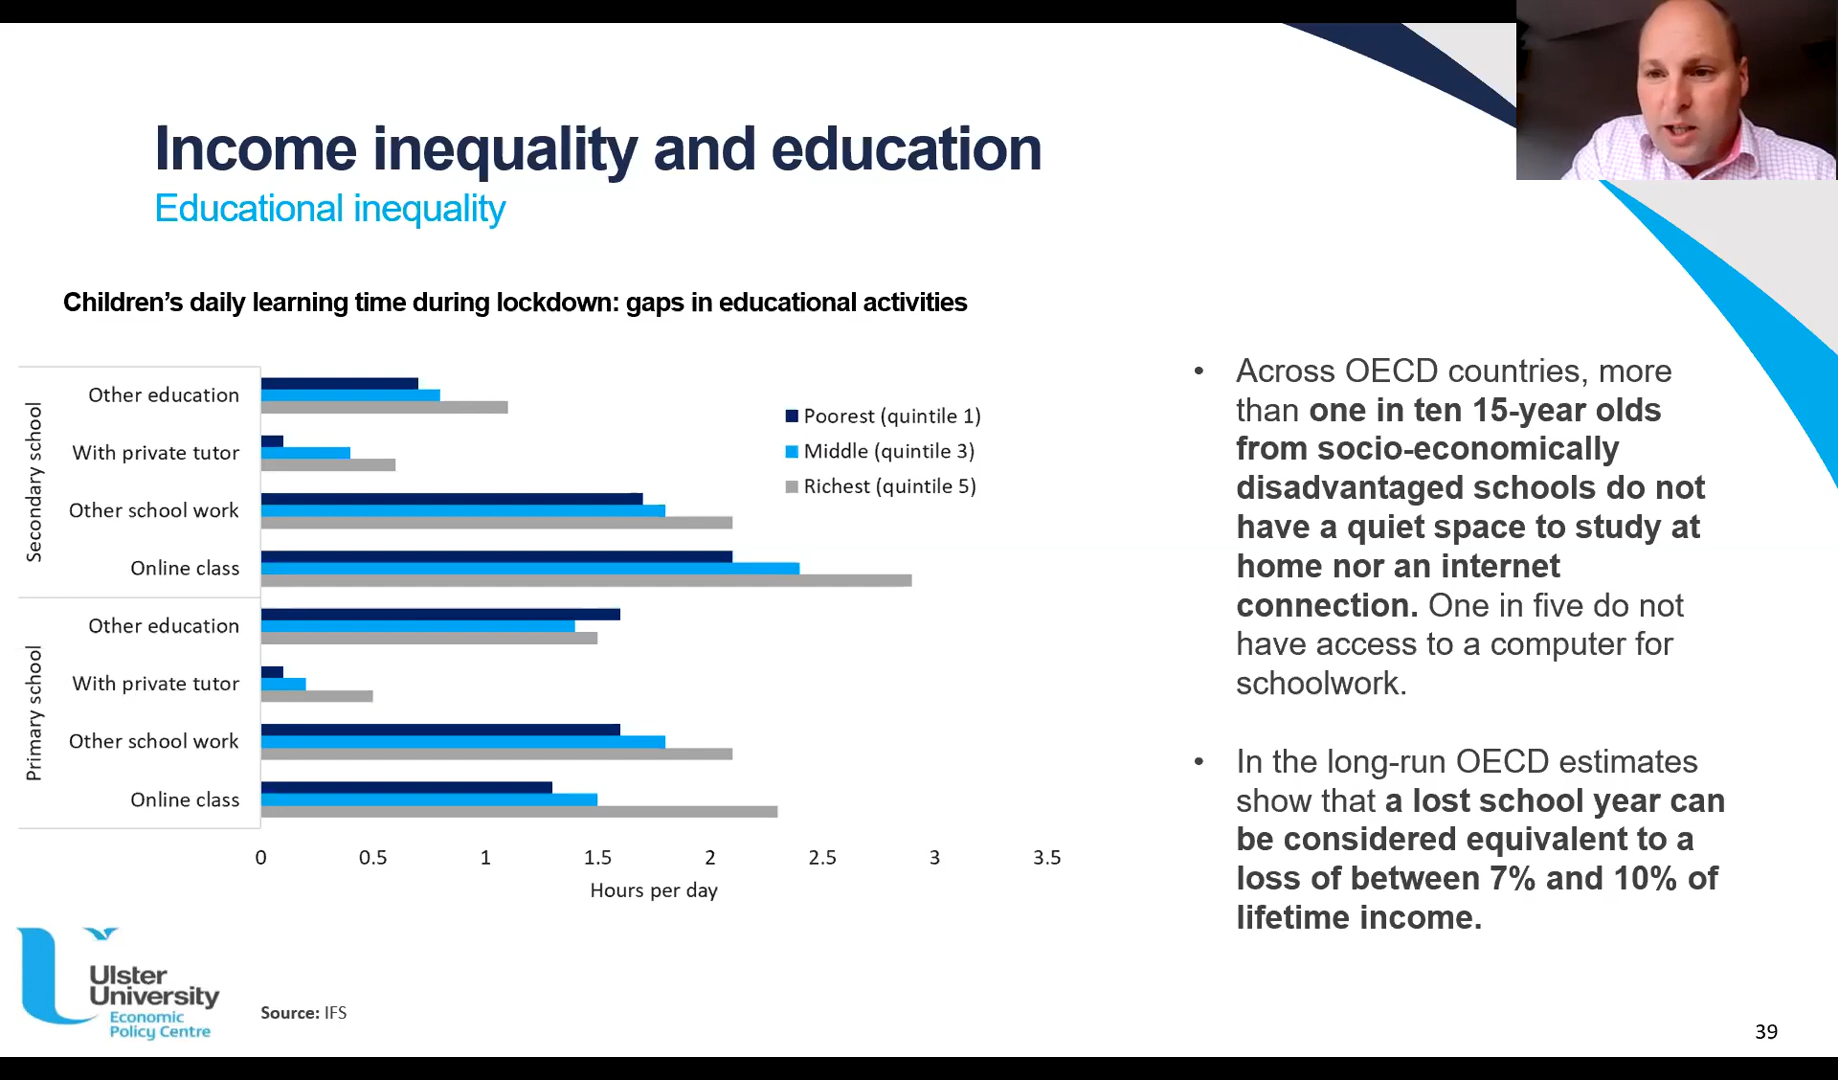 Income inequality and education
Educational inequality
Children's daily learning time during lockdown: gaps in educational activities
Secondary school
Other education
With private tutor
Other school work
Online class
Primary school
Other education
With private tutor
Other school work
Online class
Poorest (quintile 1)
Middle (quintile 3)
Richest (quintile 5)
0 0.5 1 1.5 2 2.5 3 3.5
Hours per day
• Across OECD countries, more
than one in ten 15-year olds
from socio-economically
disadvantaged schools do not
have a quiet space to study at
home nor an internet
connection. One in five do not
have access to a computer for
schoolwork.
• In the long-run OECD estimates
show that a lost school year can
be considered equivalent to a
loss of between 7% and 10% of
lifetime income.
Ulster
University
Economic
Policy Centre
Source: IFS
39